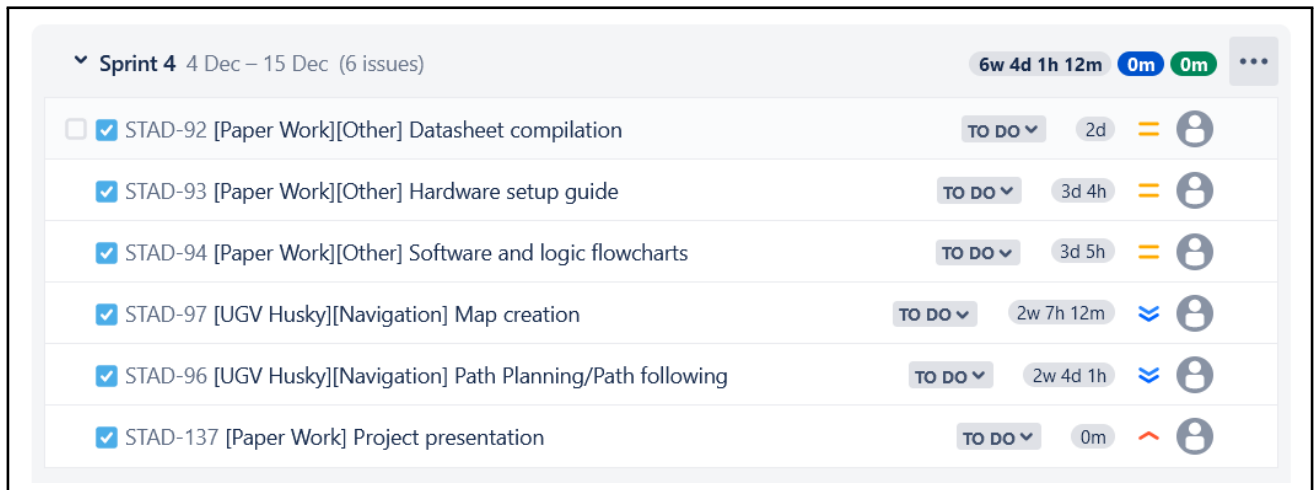 Sprint 4 4 Dec – 15 Dec (6 issues) 6w 4d 1h 12m 0m 0m
STAD-92 [Paper Work][Other] Datasheet compilation TO DO 2d
STAD-93 [Paper Work][Other] Hardware setup guide TO DO 3d 4h
STAD-94 [Paper Work][Other] Software and logic flowcharts TO DO 3d 5h
STAD-97 [UGV Husky][Navigation] Map creation TO DO 2w 7h 12m
STAD-96 [UGV Husky][Navigation] Path Planning/Path following TO DO 2w 4d 1h
STAD-137 [Paper Work] Project presentation TO DO 0m